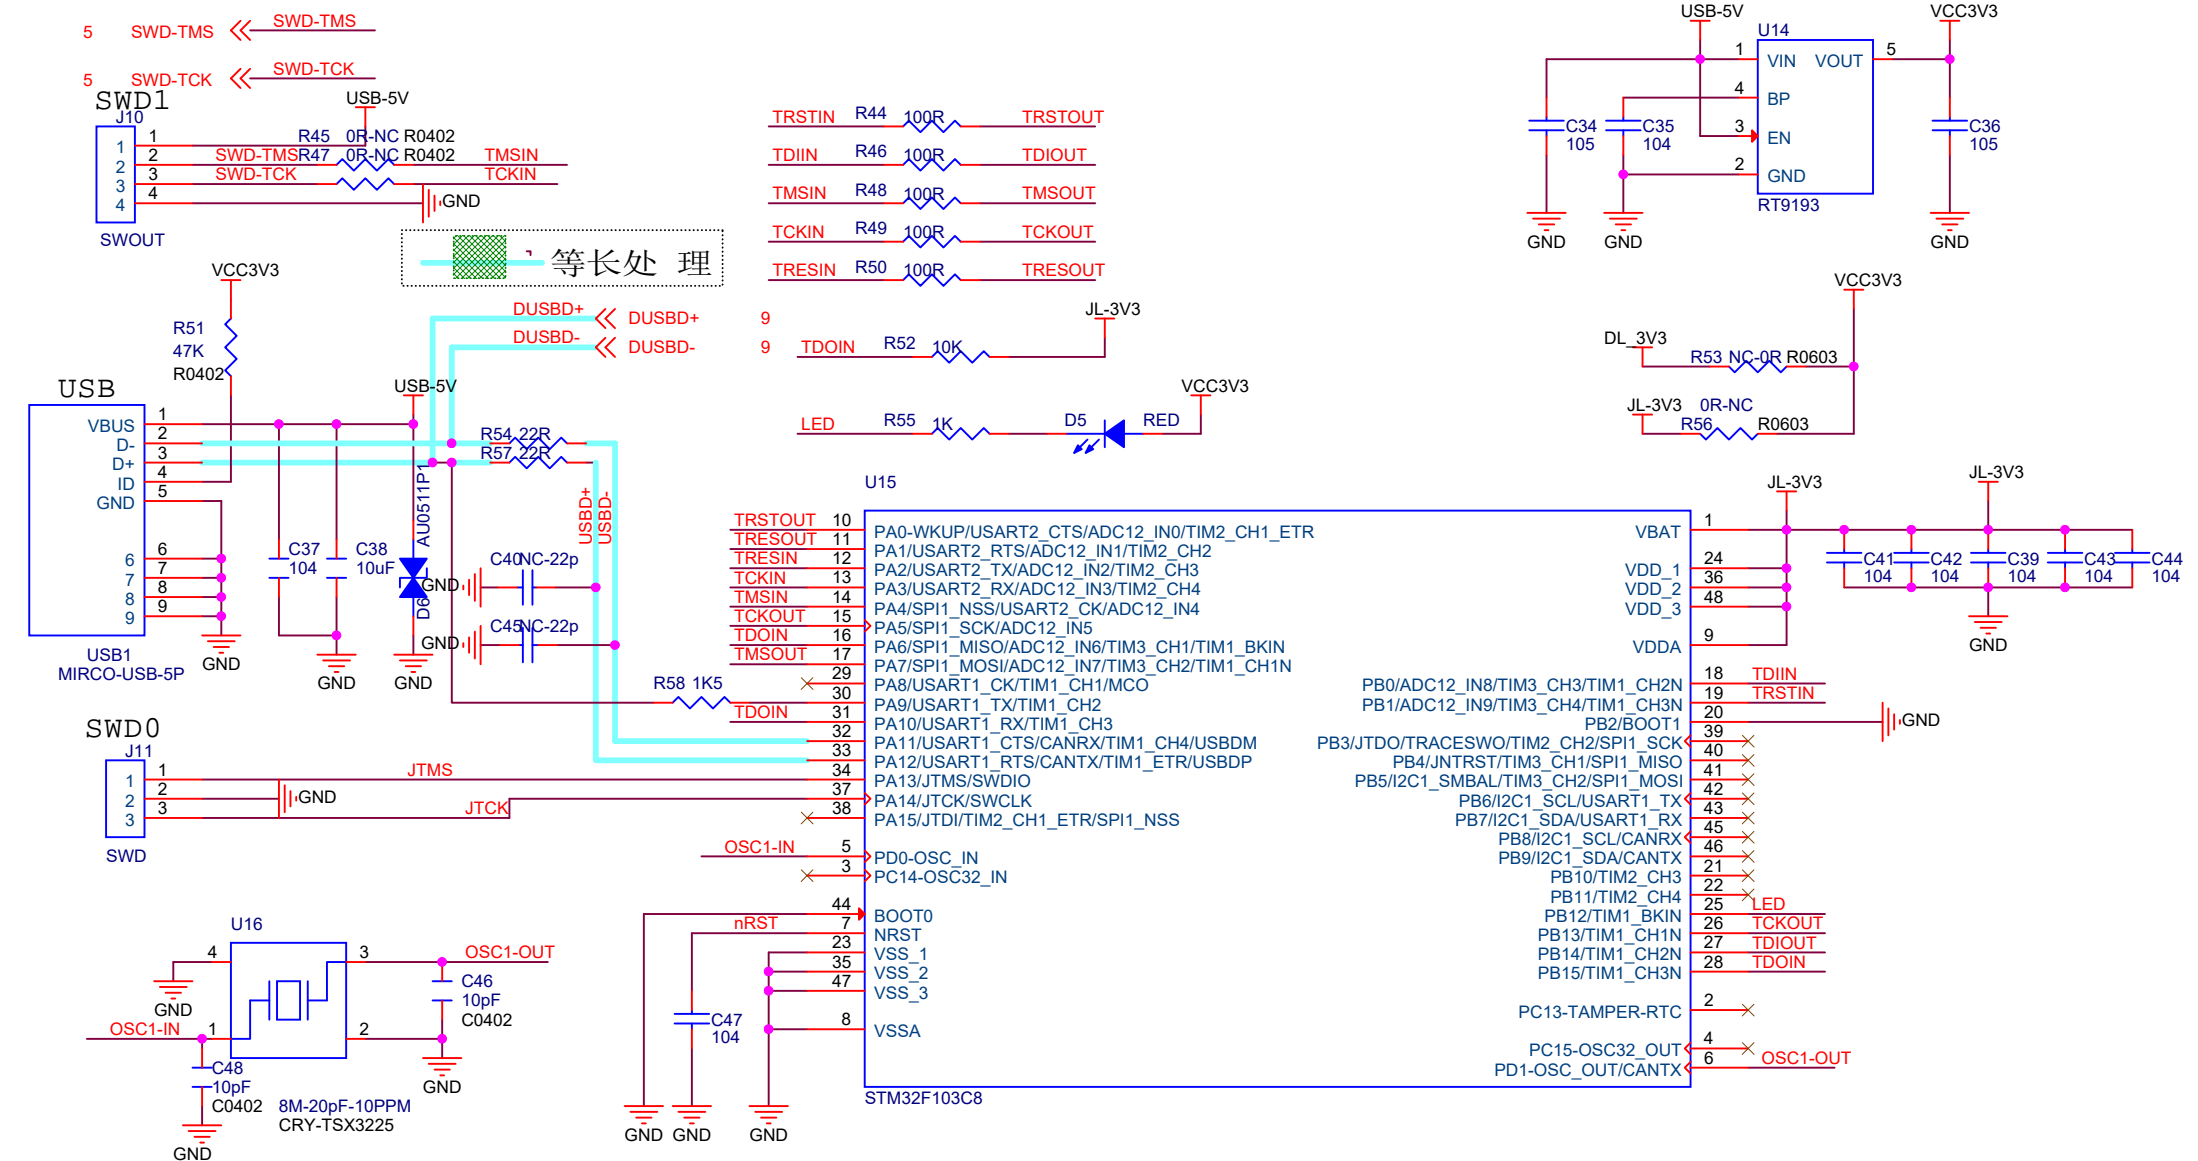 5 SWD-TMS SWD-TMS
5 SWD-TCK SWD-TCK
SWD1
J10
USB-5V
1 1 R45 0R-NC R0402
2 2 SWD-TMS R47 0R-NC R0402 TMSIN
3 3 SWD-TCK TCKIN
4 4 GND
SWOUT
等长处 理
TRSTIN R44 100R TRSTOUT
TDIIN R46 100R TDIOUT
TMSIN R48 100R TMSOUT
TCKIN R49 100R TCKOUT
TRESIN R50 100R TRESOUT
USB-5V
VCC3V3
U14
1 VIN VOUT 5
4 BP
3 EN
2 GND
RT9193
C34
105
C35
104
C36
105
GND
GND
GND
VCC3V3
R51
47K
R0402
DUSBD+ DUSBD+ 9
DUSBD- DUSBD- 9
JL-3V3
TDOIN R52 10K
VCC3V3
LED R55 1K D5 RED
VCC3V3
DL_3V3
R53 NC-0R R0603
JL-3V3 0R-NC
R56 R0603
USB
USB-5V
VBUS 1
D- 2
D+ 3
ID 4
GND 5
6 6
7 7
8 8
9 9
USB1
MIRCO-USB-5P
GND
R54 22R
R57 22R
AU0511P1
D6
USBD+
USBD-
C37
104
C38
10uF
GND
GND
C40 NC-22p
GND
C45 NC-22p
GND
R58 1K5
SWD0
J11
1 1 JTMS
2 2 GND
3 3 JTCK
SWD
U15
TRSTOUT 10 PA0-WKUP/USART2_CTS/ADC12_IN0/TIM2_CH1_ETR
TRESOUT 11 PA1/USART2_RTS/ADC12_IN1/TIM2_CH2
TRESIN 12 PA2/USART2_TX/ADC12_IN2/TIM2_CH3
TCKIN 13 PA3/USART2_RX/ADC12_IN3/TIM2_CH4
TMSIN 14 PA4/SPI1_NSS/USART2_CK/ADC12_IN4
TCKOUT 15 PA5/SPI1_SCK/ADC12_IN5
TDOIN 16 PA6/SPI1_MISO/ADC12_IN6/TIM3_CH1/TIM1_BKIN
TMSOUT 17 PA7/SPI1_MOSI/ADC12_IN7/TIM3_CH2/TIM1_CH1N
29 PA8/USART1_CK/TIM1_CH1/MCO
30 PA9/USART1_TX/TIM1_CH2
TDOIN 31 PA10/USART1_RX/TIM1_CH3
32 PA11/USART1_CTS/CANRX/TIM1_CH4/USBDM
33 PA12/USART1_RTS/CANTX/TIM1_ETR/USBDP
34 PA13/JTMS/SWDIO
37 PA14/JTCK/SWCLK
38 PA15/JTDI/TIM2_CH1_ETR/SPI1_NSS
OSC1-IN 5 PD0-OSC_IN
3 PC14-OSC32_IN
44 BOOT0
nRST 7 NRST
23 VSS_1
35 VSS_2
47 VSS_3
8 VSSA
C47
104
GND
GND
GND
STM32F103C8
JL-3V3
JL-3V3
VBAT 1
VDD_1 24
VDD_2 36
VDD_3 48
VDDA 9
C41
104
C42
104
C39
104
C43
104
C44
104
GND
PB0/ADC12_IN8/TIM3_CH3/TIM1_CH2N 18 TDIIN
PB1/ADC12_IN9/TIM3_CH4/TIM1_CH3N 19 TRSTIN
PB2/BOOT1 20 GND
PB3/JTDO/TRACESWO/TIM2_CH2/SPI1_SCK 39
PB4/JNTRST/TIM3_CH1/SPI1_MISO 40
PB5/I2C1_SMBAL/TIM3_CH2/SPI1_MOSI 41
PB6/I2C1_SCL/USART1_TX 42
PB7/I2C1_SDA/USART1_RX 43
PB8/I2C1_SCL/CANRX 45
PB9/I2C1_SDA/CANTX 46
PB10/TIM2_CH3 21
PB11/TIM2_CH4 22
PB12/TIM1_BKIN 25 LED
PB13/TIM1_CH1N 26 TCKOUT
PB14/TIM1_CH2N 27 TDIOUT
PB15/TIM1_CH3N 28 TDOIN
PC13-TAMPER-RTC 2
PC15-OSC32_OUT 4
PD1-OSC_OUT/CANTX 6 OSC1-OUT
U16
4 3 OSC1-OUT
GND
C46
10pF
C0402
OSC1-IN 1 2
GND
C48
10pF
C0402
GND
8M-20pF-10PPM
CRY-TSX3225